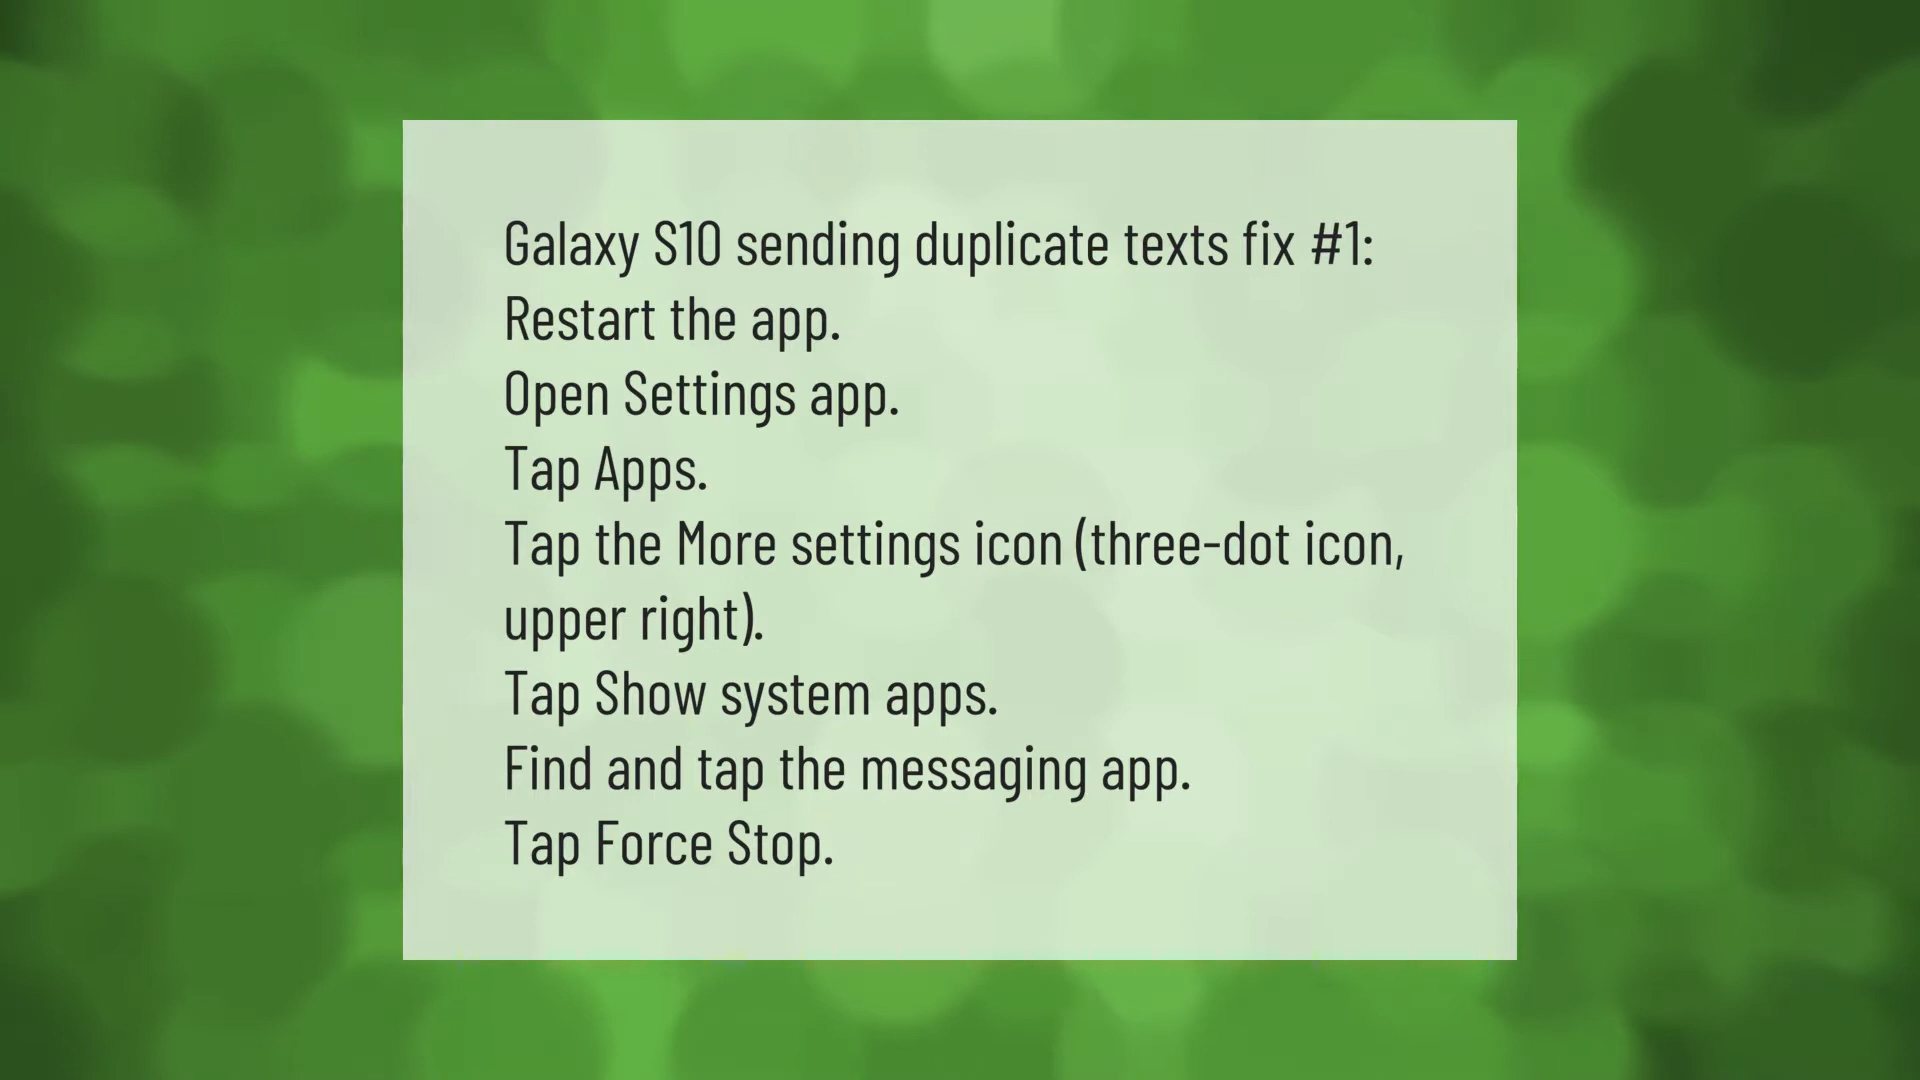 Galaxy S10 sending duplicate texts fix #1:
Restart the app.
Open Settings app.
Tap Apps.
Tap the More settings icon (three-dot icon,
upper right).
Tap Show system apps.
Find and tap the messaging app.
Tap Force Stop.